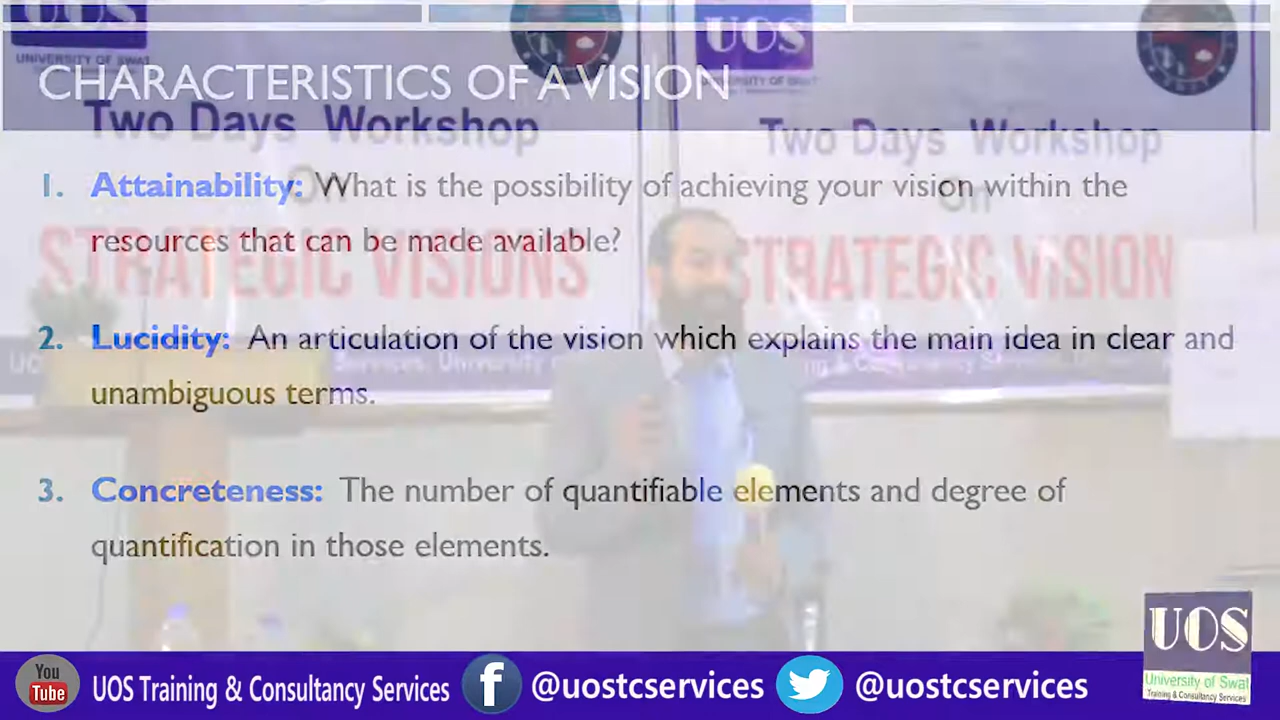 UOS
UOS
UNIVERSITY OF SWAT
CHARACTERISTICS OF A VISION
Two Days Workshop
Two Days Workshop
On
On
1. Attainability: What is the possibility of achieving your vision within the
resources that can be made available?
STRATEGIC VISIONS
STRATEGIC VISION
2. Lucidity: An articulation of the vision which explains the main idea in clear and
unambiguous terms.
Services, University
3. Concreteness: The number of quantifiable elements and degree of
quantification in those elements.
UOS
University of Swat
Training & Consultancy Services
You
Tube
UOS Training & Consultancy Services
f
@uostcservices
@uostcservices